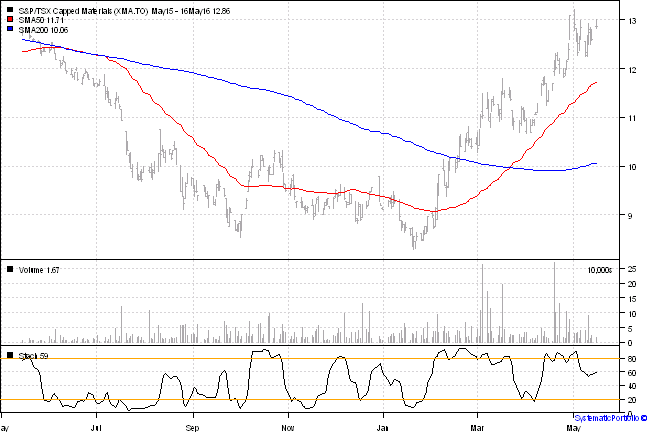 S&P/TSX Capped Materials (XMA.TO) May15 - 16May16 12.86
SMA50 11.71
SMA200 10.06
13
12
11
10
9
Volume 1.67
10,000s
25
20
15
10
5
0
Stoch 59
80
60
40
20
0
ay
Jul
Sep
Nov
Jan
Mar
May
SystematicPortfolio ©